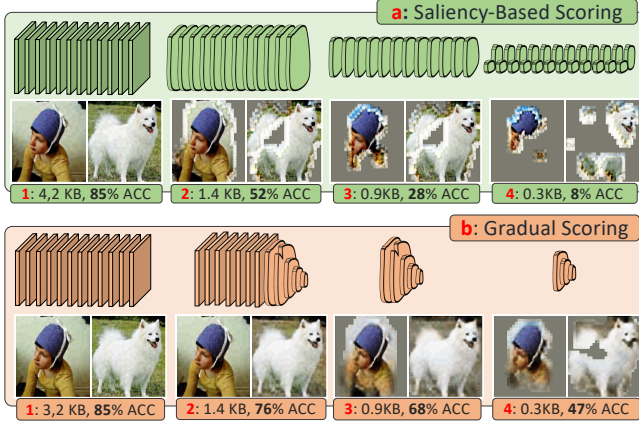 a: Saliency-Based Scoring
1: 4,2 KB, 85% ACC
2: 1.4 KB, 52% ACC
3: 0.9KB, 28% ACC
4: 0.3KB, 8% ACC
b: Gradual Scoring
1: 3,2 KB, 85% ACC
2: 1.4 KB, 76% ACC
3: 0.9KB, 68% ACC
4: 0.3KB, 47% ACC